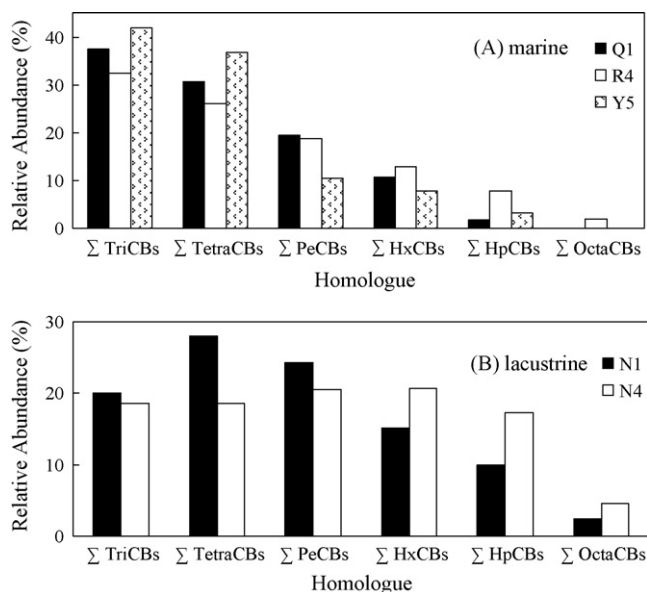 Relative Abundance (%)
40
30
20
10
0
(A) marine
Q1
R4
Y5
∑ TriCBs ∑ TetraCBs ∑ PeCBs ∑ HxCBs ∑ HpCBs ∑ OctaCBs
Homologue
Relative Abundance (%)
30
20
10
0
(B) lacustrine
N1
N4
∑ TriCBs ∑ TetraCBs ∑ PeCBs ∑ HxCBs ∑ HpCBs ∑ OctaCBs
Homologue